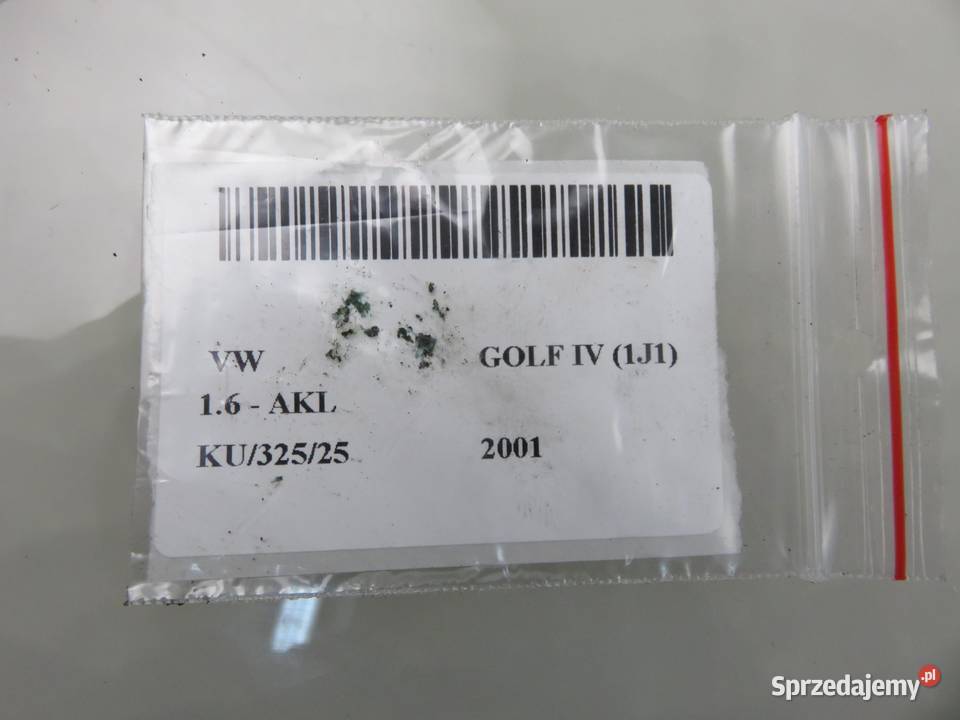 VW GOLF IV (1J1)
1.6 - AKL
KU/325/25 2001
Sprzedajemy.pl